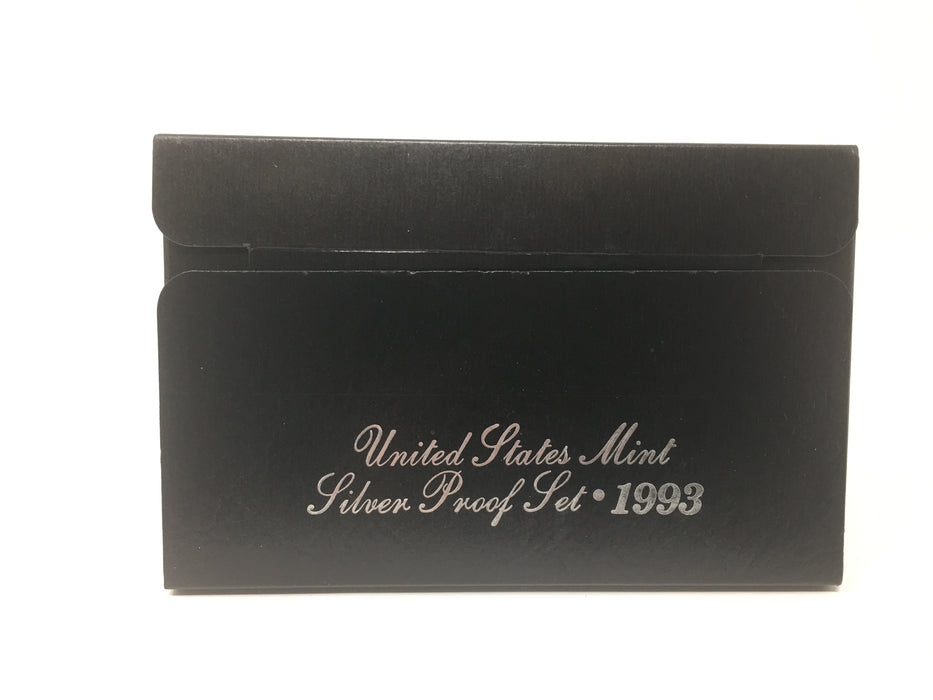 United States Mint
Silver Proof Set • 1993